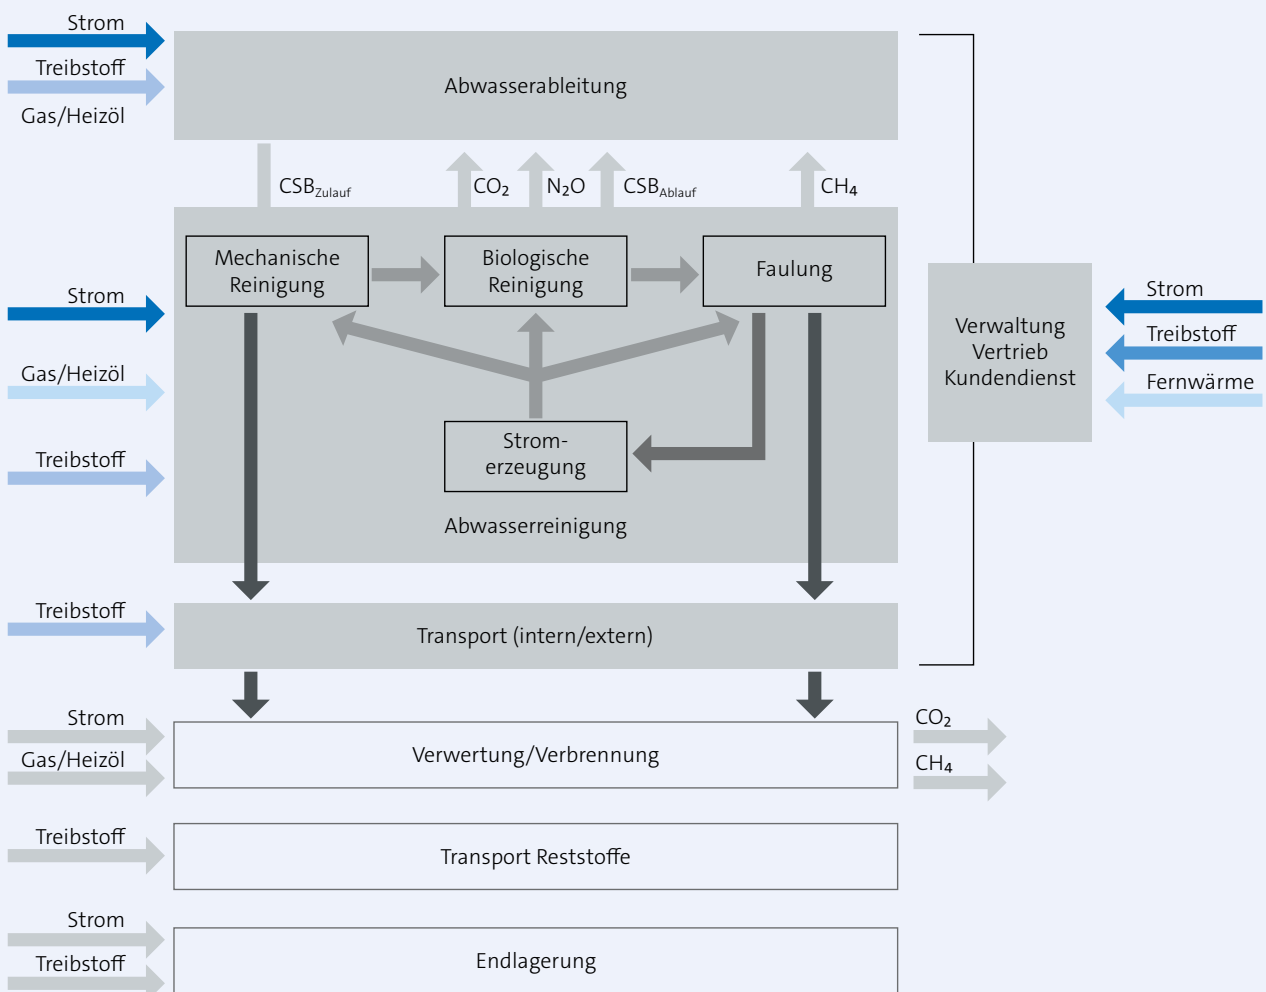 Strom
Treibstoff
Gas/Heizöl
Abwasserableitung
CSBZulauf
CO₂
N₂O
CSBAblauf
CH₄
Mechanische
Reinigung
Biologische
Reinigung
Faulung
Strom
Gas/Heizöl
Treibstoff
Strom-
erzeugung
Abwasserreinigung
Verwaltung
Vertrieb
Kundendienst
Strom
Treibstoff
Fernwärme
Treibstoff
Transport (intern/extern)
Strom
Gas/Heizöl
Verwertung/Verbrennung
CO₂
CH₄
Treibstoff
Transport Reststoffe
Strom
Treibstoff
Endlagerung